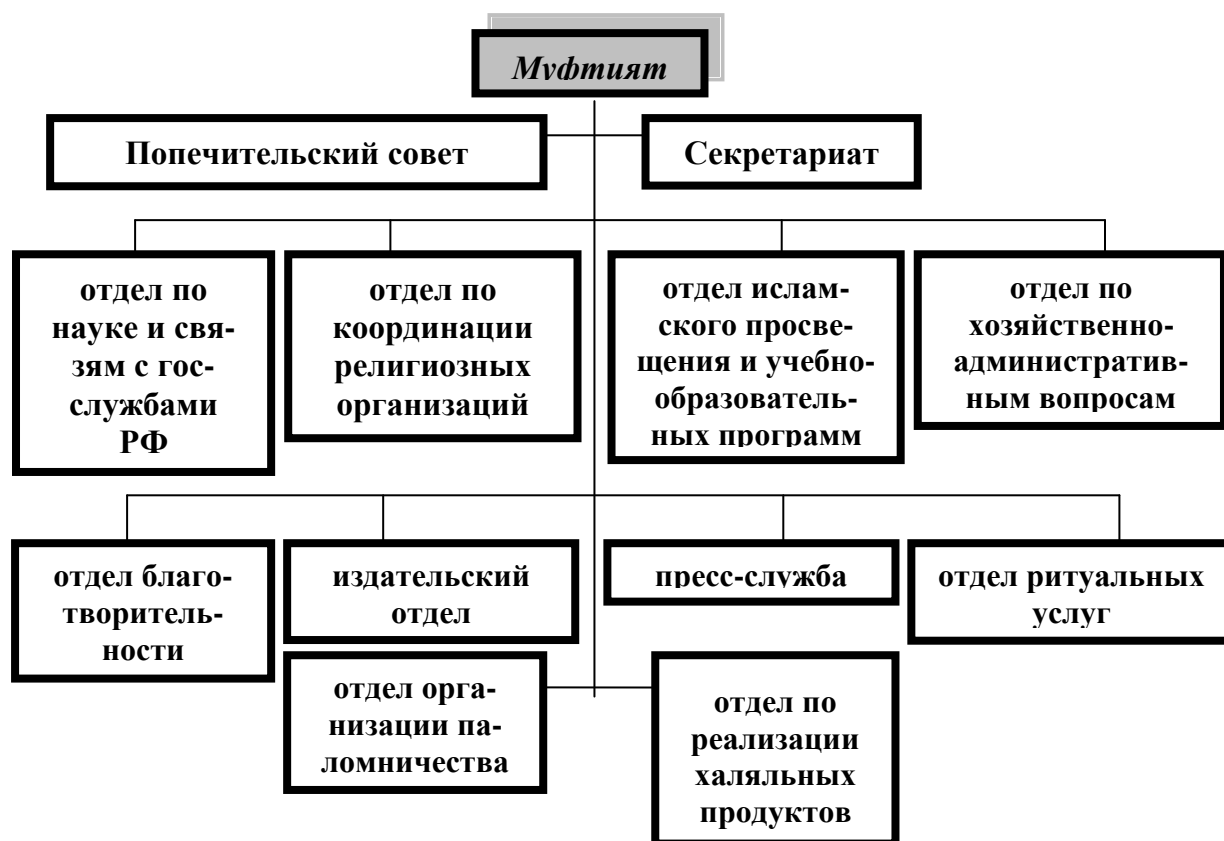 Муфтият
Попечительский совет
Секретариат
отдел по
науке и свя-
зям с гос-
службами
РФ
отдел по
координации
религиозных
организаций
отдел ислам-
ского просве-
щения и учебно-
образователь-
ных программ
отдел по
хозяйственно-
административ-
ным вопросам
отдел благо-
творитель-
ности
издательский
отдел
пресс-служба
отдел ритуальных
услуг
отдел орга-
низации па-
ломничества
отдел по
реализации
халяльных
продуктов